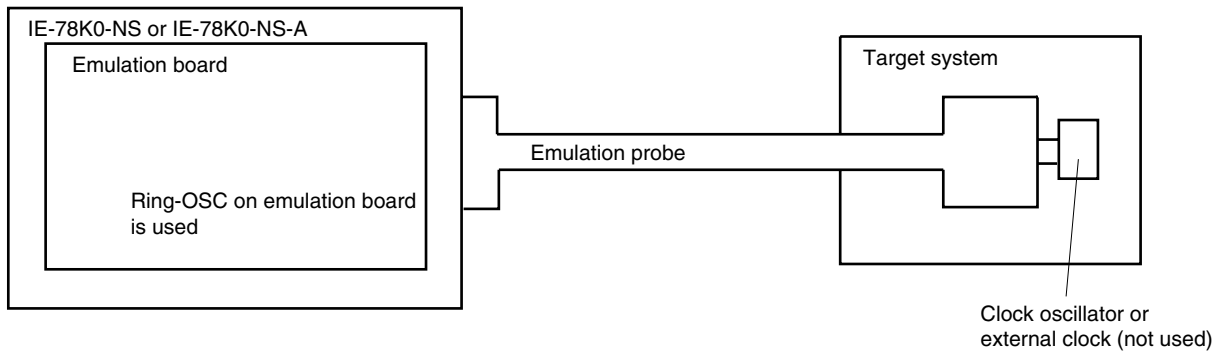 IE-78K0-NS or IE-78K0-NS-A
Emulation board
Target system
Emulation probe
Ring-OSC on emulation board
is used
Clock oscillator or
external clock (not used)